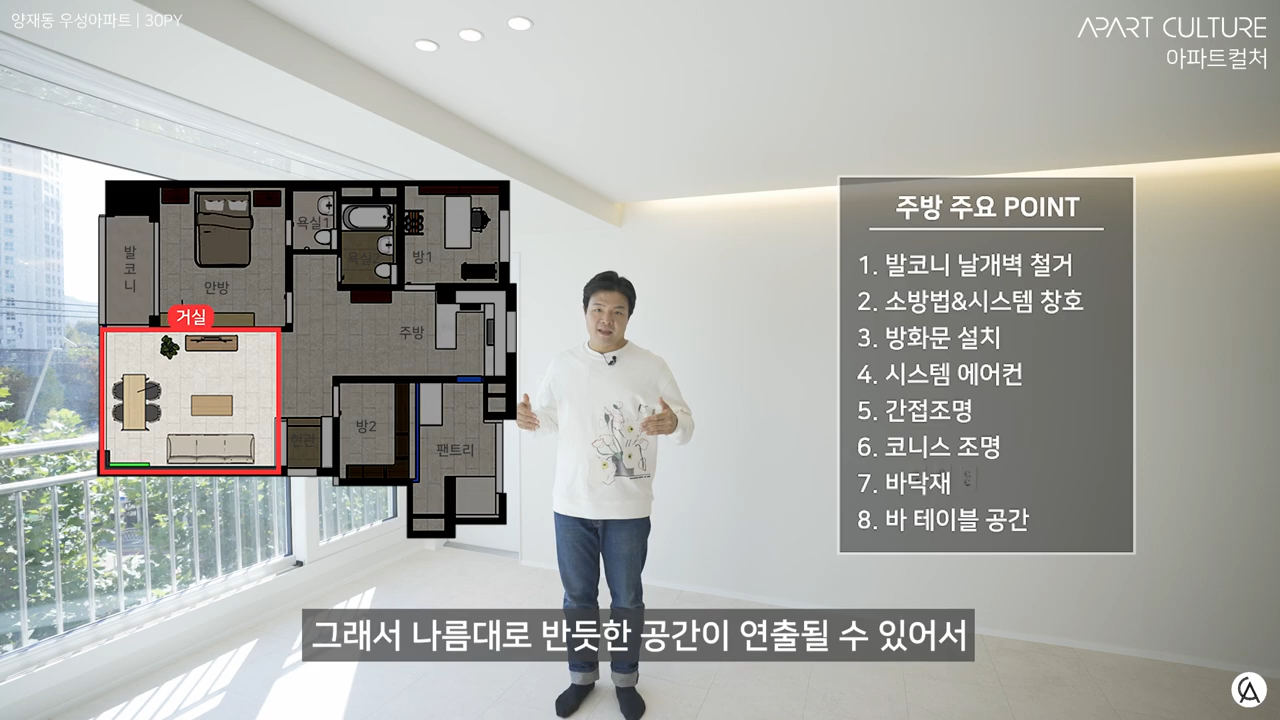 양재동 우성아파트 | 30PY
APART CULTURE
아파트컬처
주방 주요 POINT
1. 발코니 날개벽 철거
2. 소방법&시스템 창호
3. 방화문 설치
4. 시스템 에어컨
5. 간접조명
6. 코니스 조명
7. 바닥재
8. 바 테이블 공간
발코니
안방
욕실1
욕실2
방1
거실
주방
현관
방2
팬트리
그래서 나름대로 반듯한 공간이 연출될 수 있어서